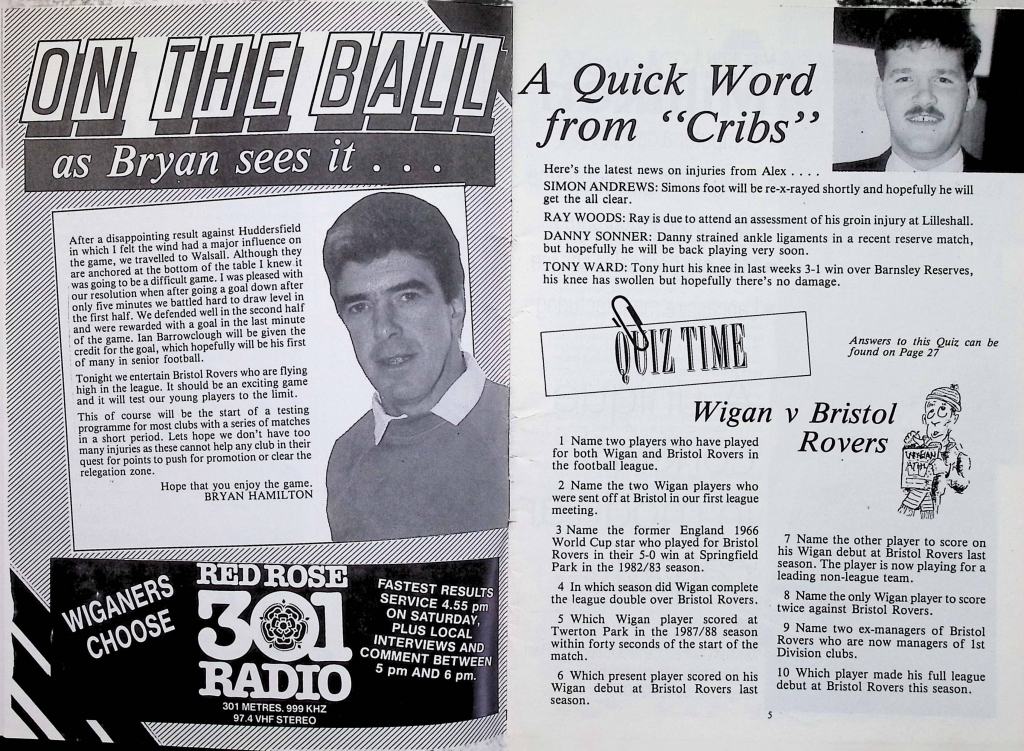 ON THE BALL
as Bryan sees it . . .
After a disappointing result against Huddersfield
in which I felt the wind had a major influence on
the game, we travelled to Walsall. Although they
are anchored at the bottom of the table I knew it
was going to be a difficult game. I was pleased with
our resolution when after going a goal down after
only five minutes we battled hard to draw level in
the first half. We defended well in the second half
and were rewarded with a goal in the last minute
of the game. Ian Barrowclough will be given the
credit for the goal, which hopefully will be his first
of many in senior football.
Tonight we entertain Bristol Rovers who are flying
high in the league. It should be an exciting game
and it will test our young players to the limit.
This of course will be the start of a testing
programme for most clubs with a series of matches
in a short period. Lets hope we don't have too
many injuries as these cannot help any club in their
quest for points to push for promotion or clear the
relegation zone.
Hope that you enjoy the game.
BRYAN HAMILTON
WIGANERS
CHOOSE
RED ROSE
301
RADIO
301 METRES. 999 KHZ
97.4 VHF STEREO
FASTEST RESULTS
SERVICE 4.55 pm
ON SATURDAY,
PLUS LOCAL
INTERVIEWS AND
COMMENT BETWEEN
5 pm AND 6 pm.
A Quick Word
from "Cribs"
Here's the latest news on injuries from Alex . . . .
SIMON ANDREWS: Simons foot will be re-x-rayed shortly and hopefully he will
get the all clear.
RAY WOODS: Ray is due to attend an assessment of his groin injury at Lilleshall.
DANNY SONNER: Danny strained ankle ligaments in a recent reserve match,
but hopefully he will be back playing very soon.
TONY WARD: Tony hurt his knee in last weeks 3-1 win over Barnsley Reserves,
his knee has swollen but hopefully there's no damage.
QUIZ TIME
Answers to this Quiz can be
found on Page 27
Wigan v Bristol
Rovers
WIGAN
ATH
1 Name two players who have played
for both Wigan and Bristol Rovers in
the football league.
2 Name the two Wigan players who
were sent off at Bristol in our first league
meeting.
3 Name the former England 1966
World Cup star who played for Bristol
Rovers in their 5-0 win at Springfield
Park in the 1982/83 season.
4 In which season did Wigan complete
the league double over Bristol Rovers.
5 Which Wigan player scored at
Twerton Park in the 1987/88 season
within forty seconds of the start of the
match.
6 Which present player scored on his
Wigan debut at Bristol Rovers last
season.
7 Name the other player to score on
his Wigan debut at Bristol Rovers last
season. The player is now playing for a
leading non-league team.
8 Name the only Wigan player to score
twice against Bristol Rovers.
9 Name two ex-managers of Bristol
Rovers who are now managers of 1st
Division clubs.
10 Which player made his full league
debut at Bristol Rovers this season.
5